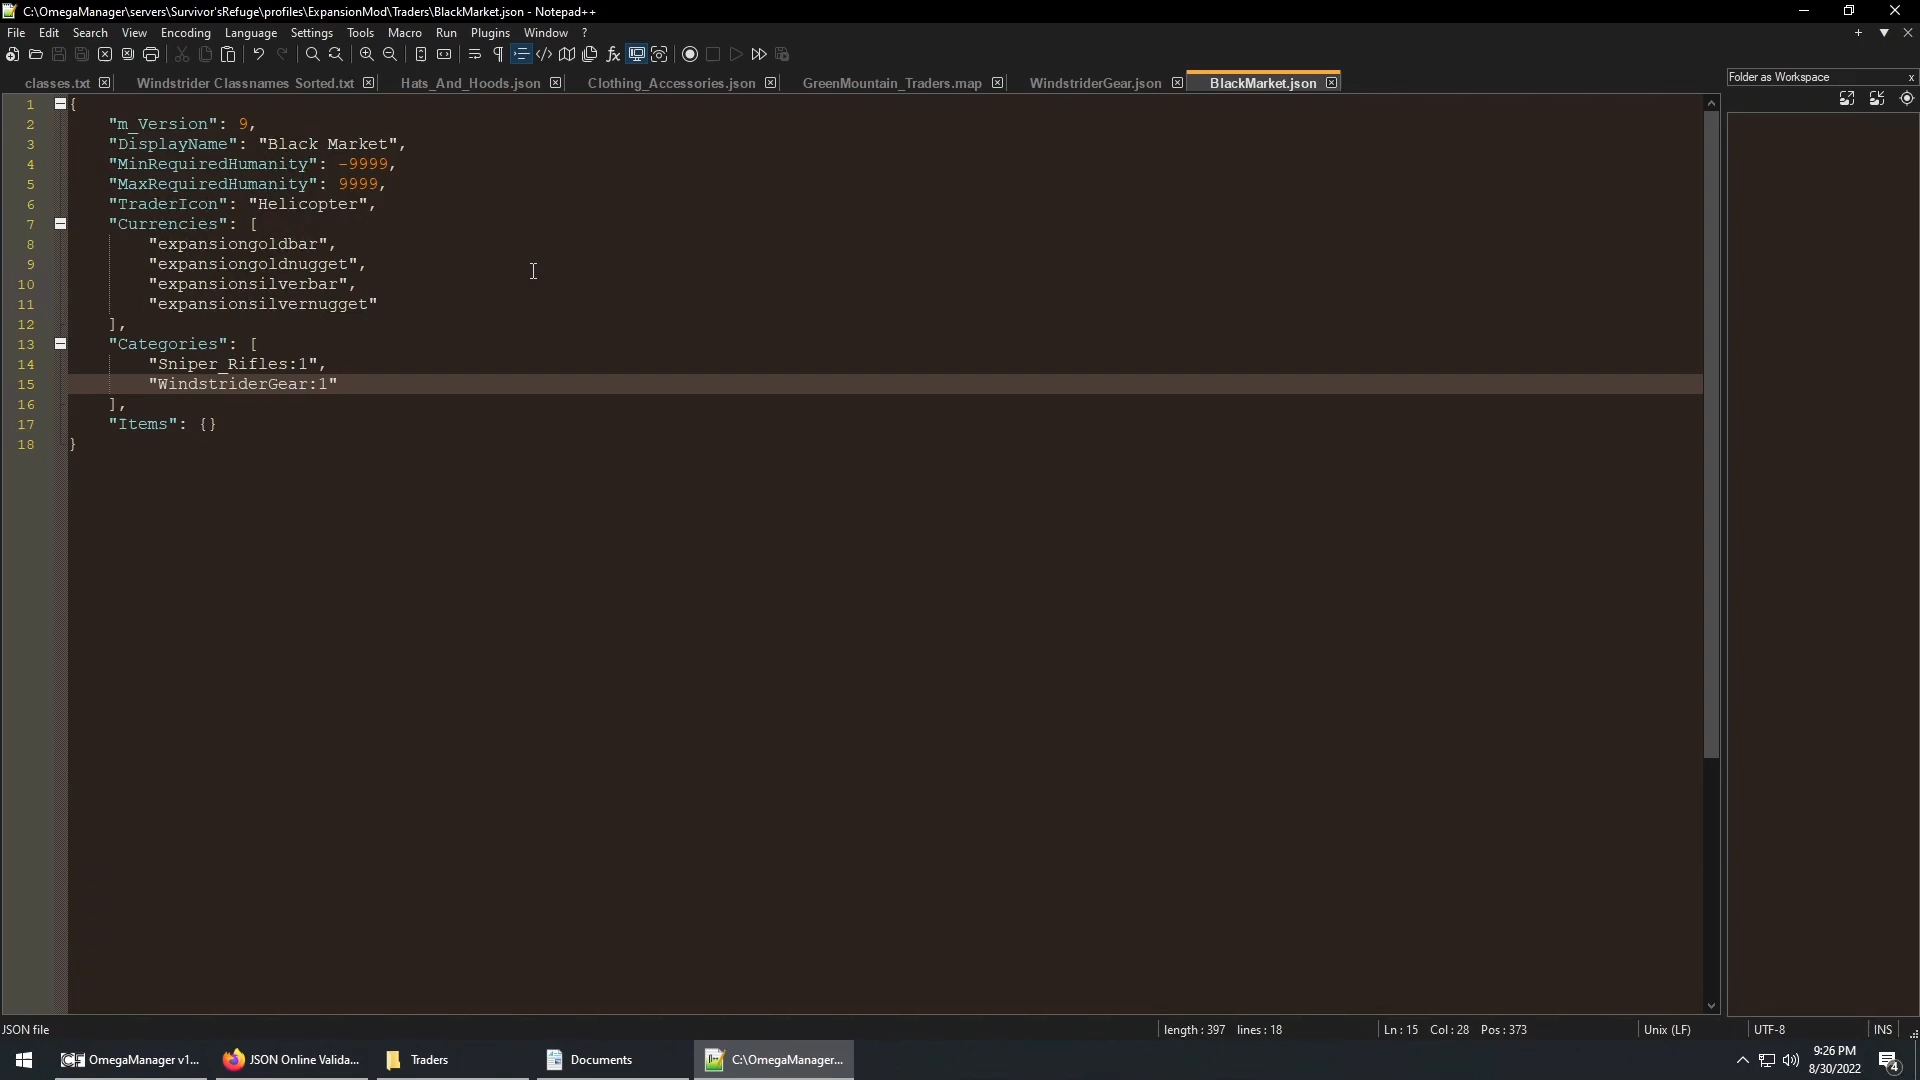 C:\OmegaManager\servers\Survivor'sRefuge\profiles\ExpansionMod\Traders\BlackMarket.json - Notepad++
File Edit Search View Encoding Language Settings Tools Macro Run Plugins Window ?
classes.txt Windstrider Classnames Sorted.txt Hats_And_Hoods.json Clothing_Accessories.json GreenMountain_Traders.map WindstriderGear.json BlackMarket.json
Folder as Workspace x
1 {
2 "m_Version": 9,
3 "DisplayName": "Black Market",
4 "MinRequiredHumanity": -9999,
5 "MaxRequiredHumanity": 9999,
6 "TraderIcon": "Helicopter",
7 "Currencies": [
8 "expansiongoldbar",
9 "expansiongoldnugget",
10 "expansionsilverbar",
11 "expansionsilvernugget"
12 ],
13 "Categories": [
14 "Sniper_Rifles:1",
15 "WindstriderGear:1"
16 ],
17 "Items": {}
18 }
JSON file length : 397 lines : 18 Ln : 15 Col : 28 Pos : 373 Unix (LF) UTF-8 INS
OmegaManager v1... JSON Online Valida... Traders Documents C:\OmegaManager... 9:26 PM
8/30/2022 4